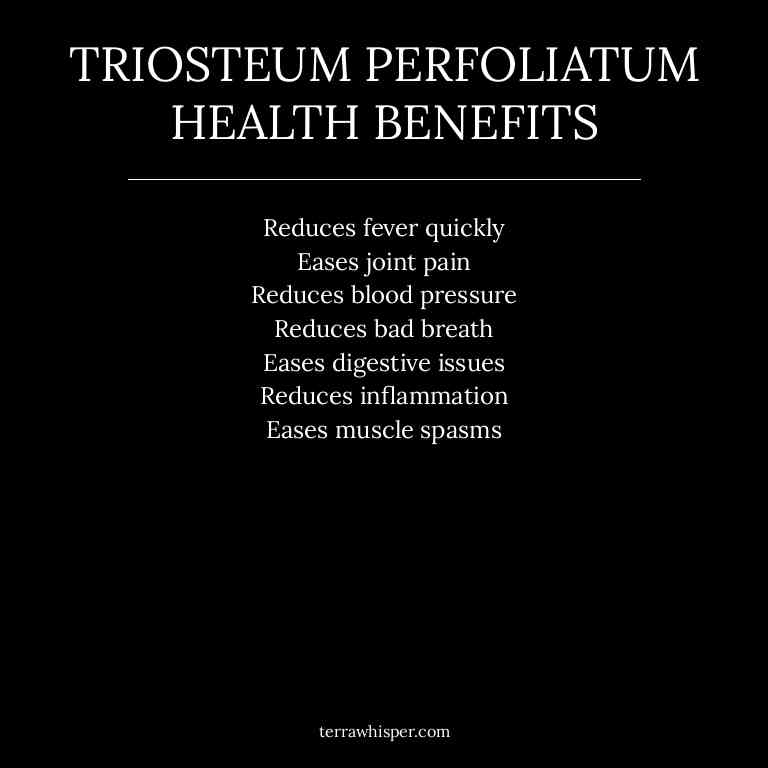 TRIOSTEUM PERFOLIATUM
HEALTH BENEFITS
Reduces fever quickly
Eases joint pain
Reduces blood pressure
Reduces bad breath
Eases digestive issues
Reduces inflammation
Eases muscle spasms
terrawhisper.com